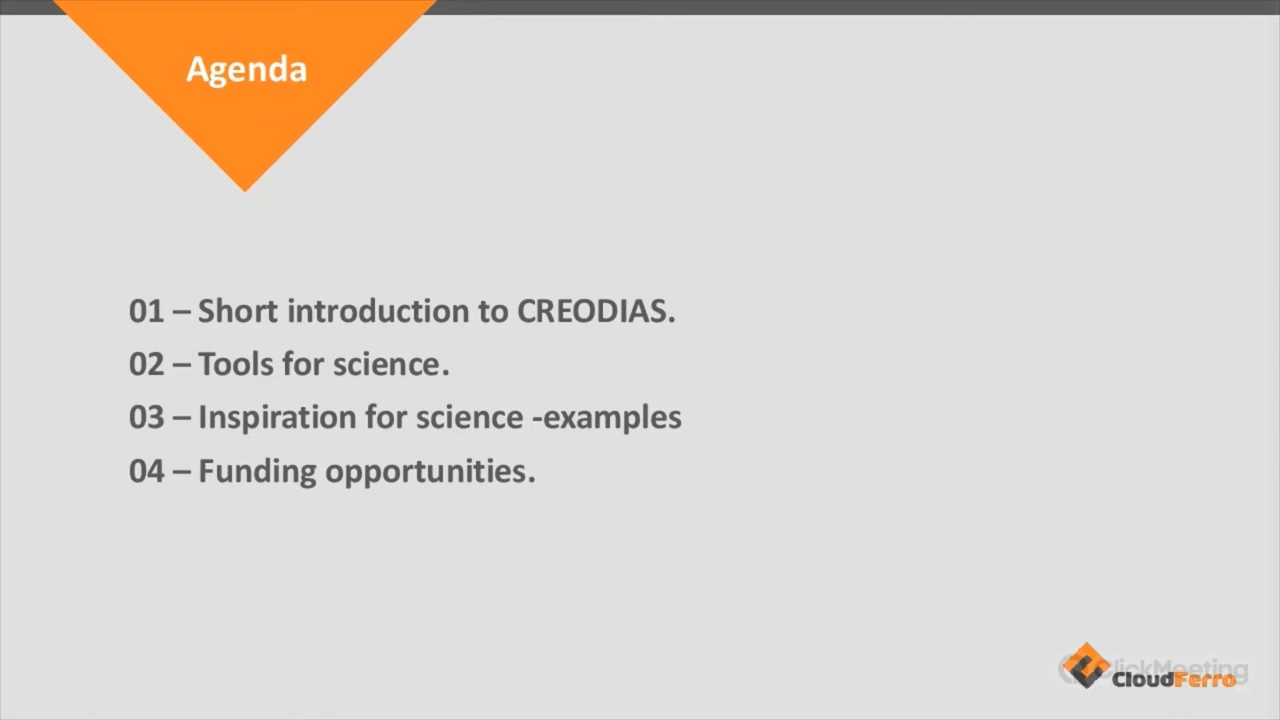 Agenda
01 – Short introduction to CREODIAS.
02 – Tools for science.
03 – Inspiration for science -examples
04 – Funding opportunities.
ClickMeeting
CloudFerro